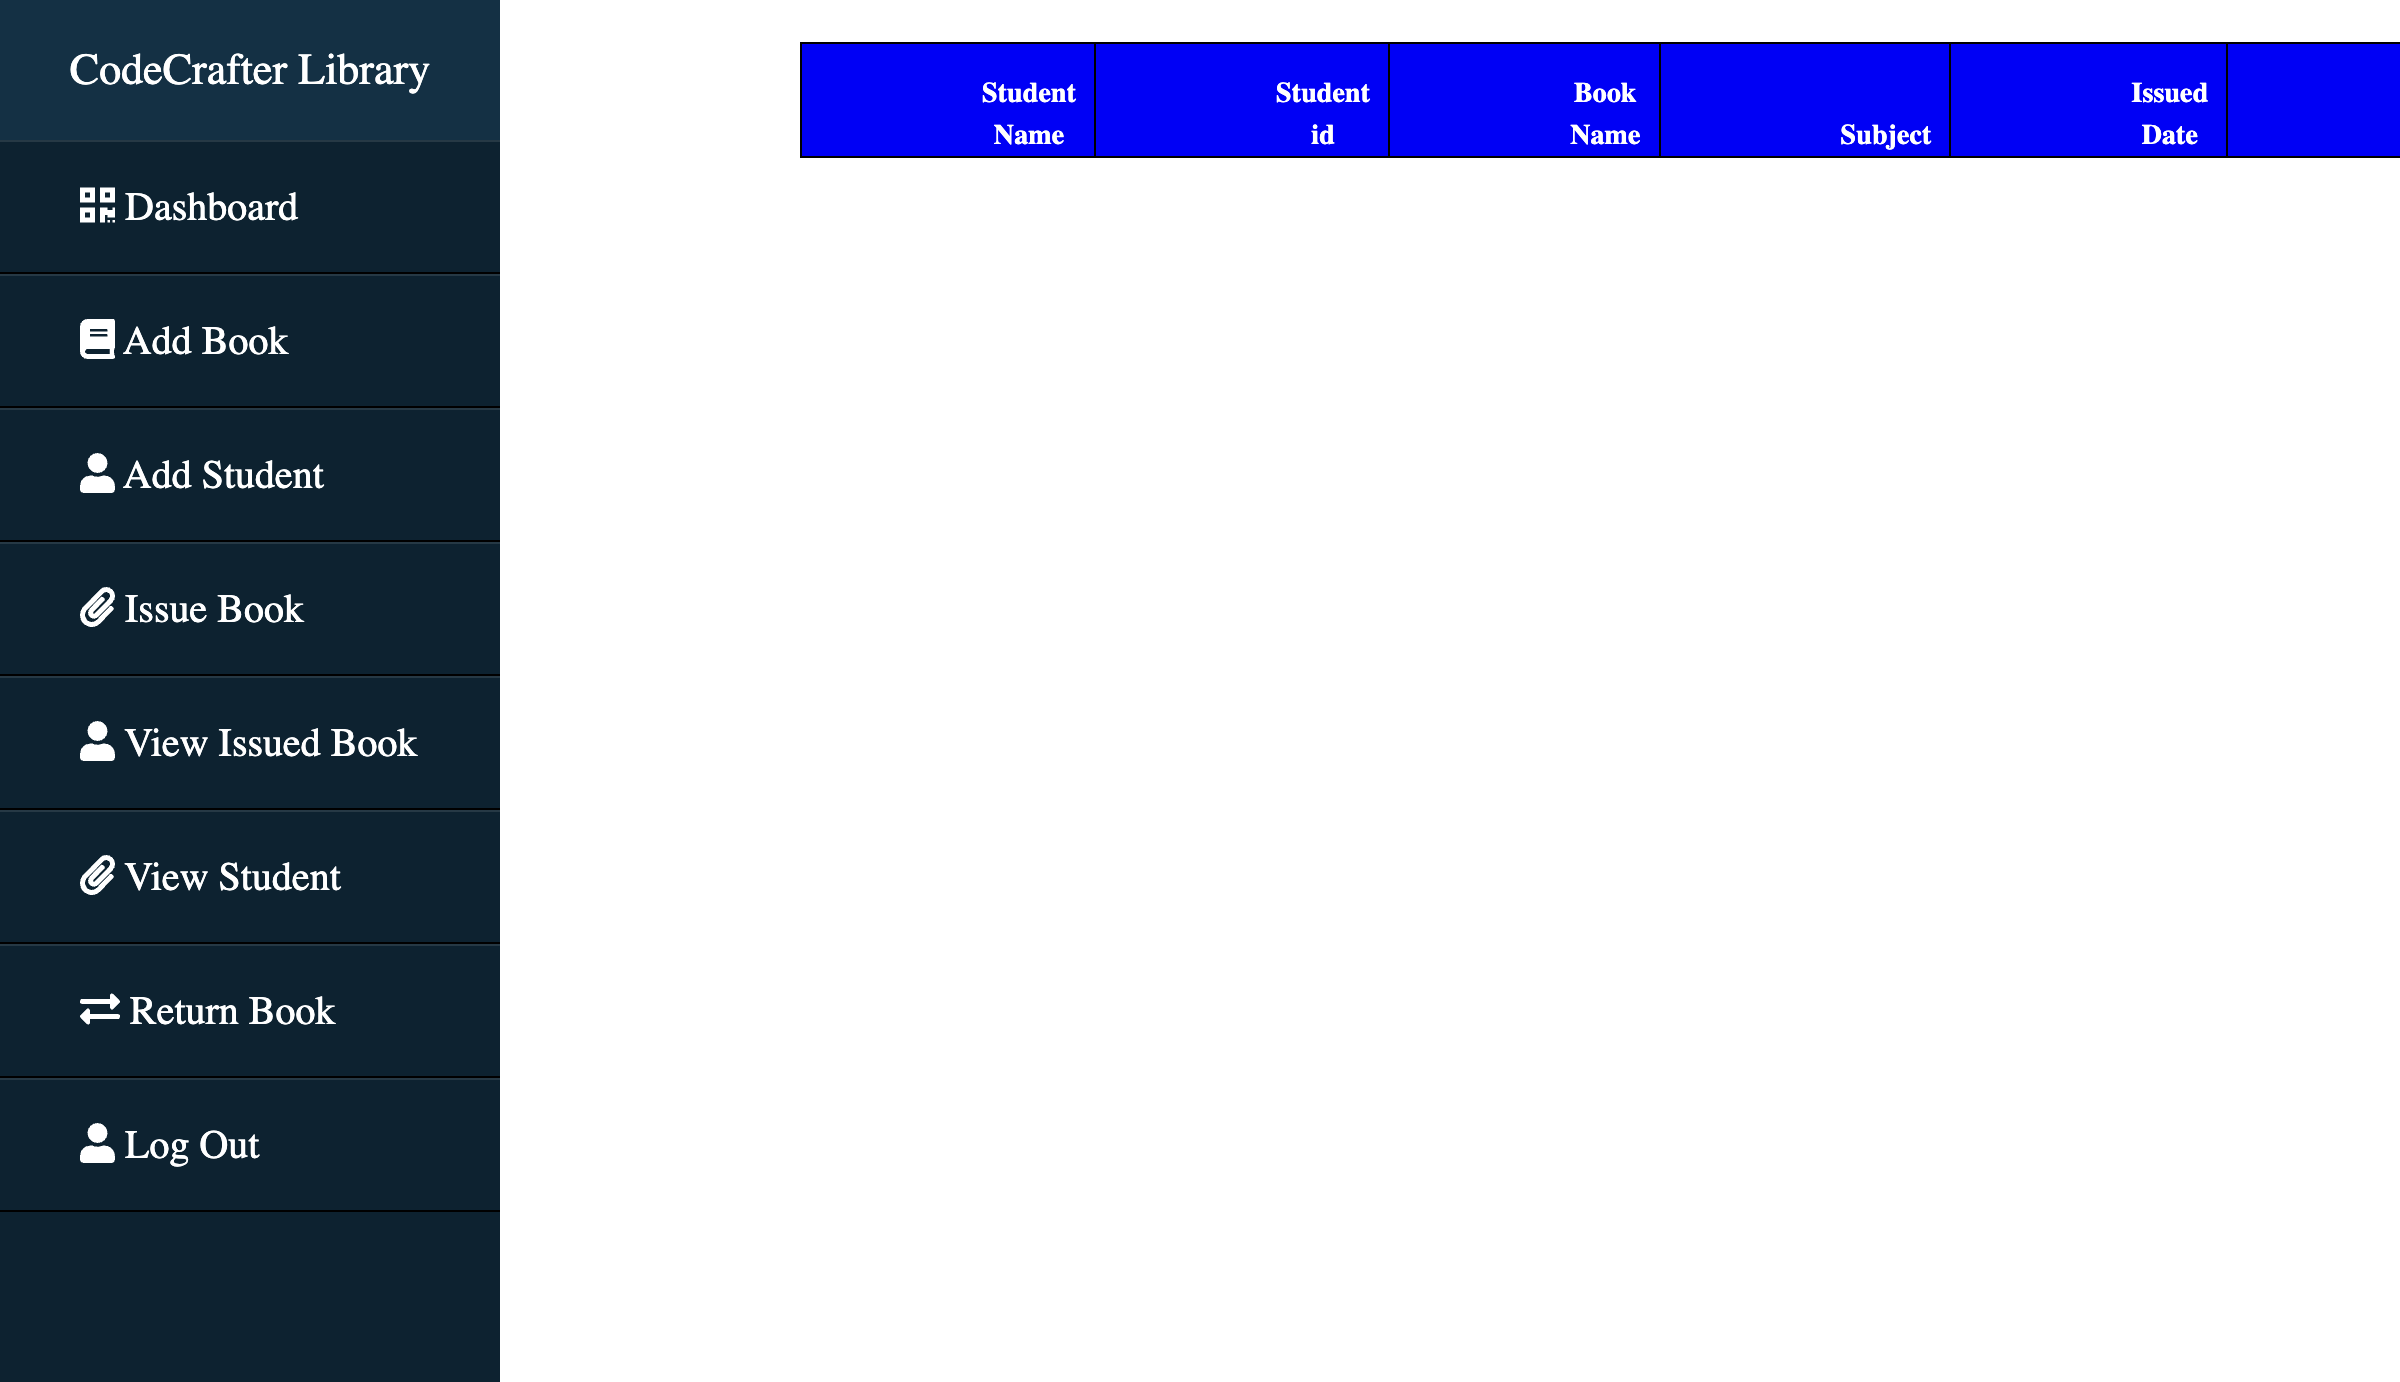 CodeCrafter Library
Dashboard
Add Book
Add Student
Issue Book
View Issued Book
View Student
Return Book
Log Out
Student
Name
Student
id
Book
Name
Subject
Issued
Date